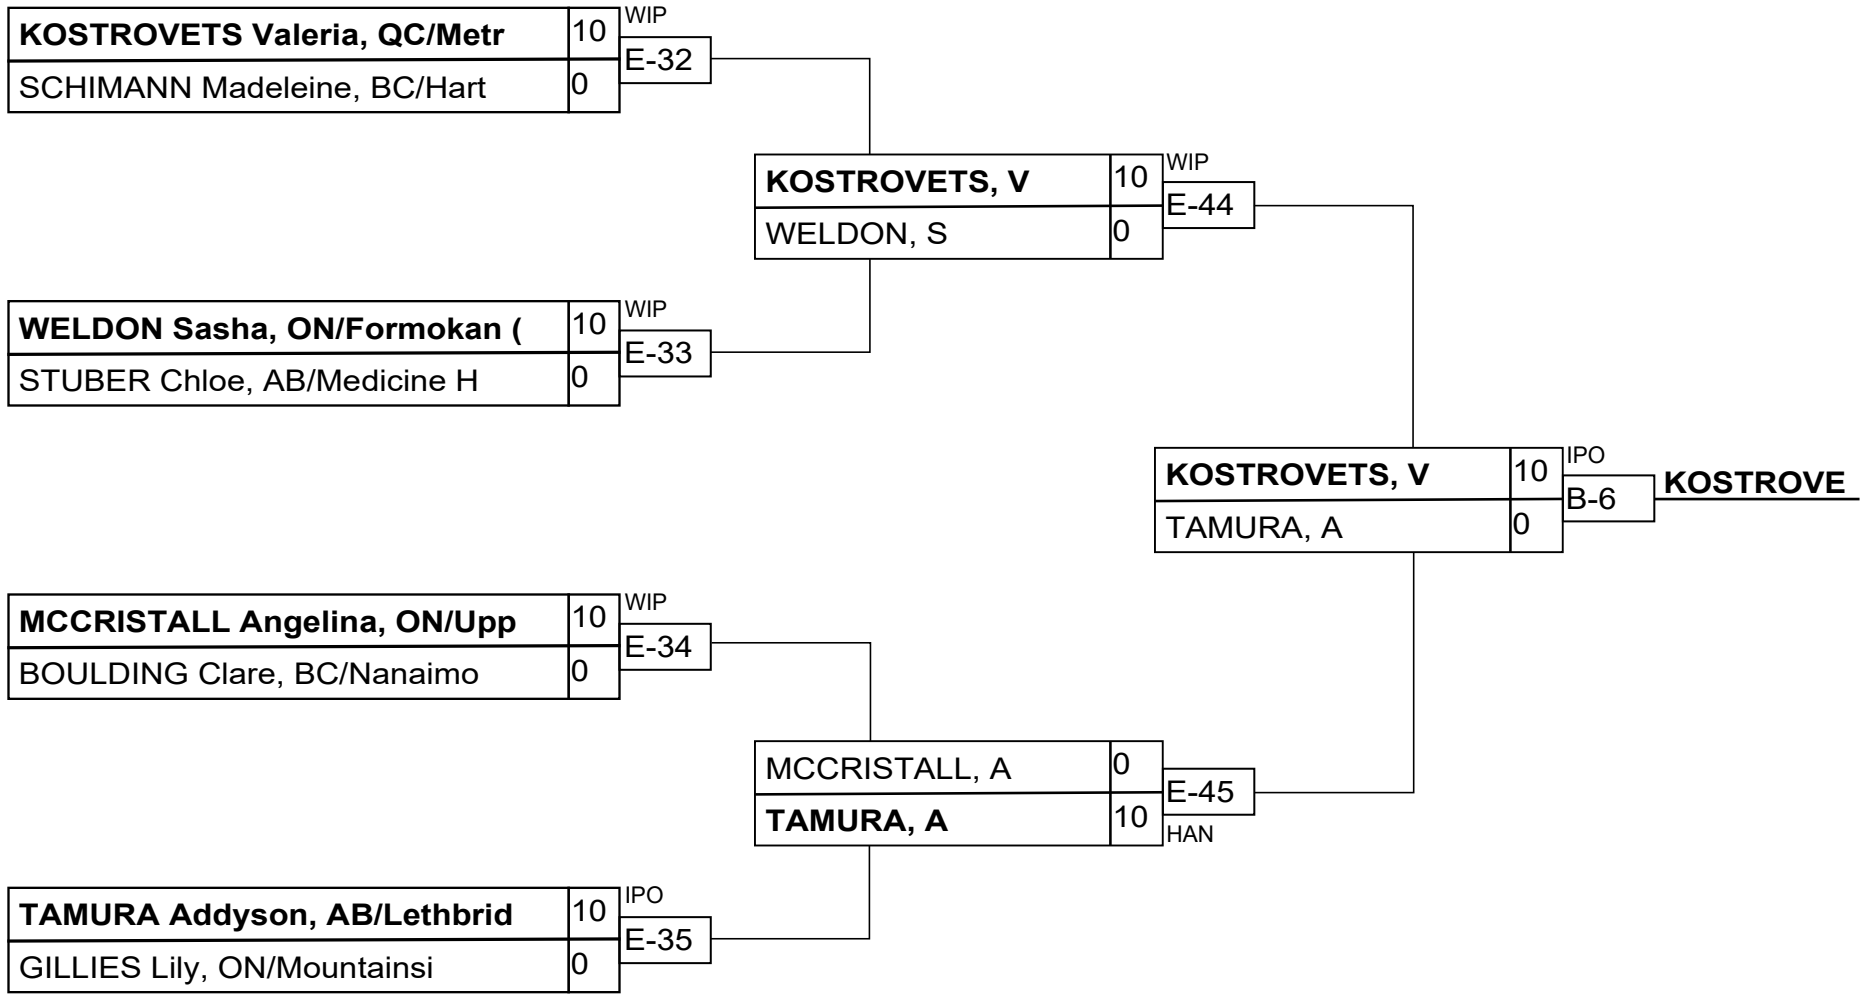 KOSTROVETS Valeria, QC/Metr 10 WIP
E-32
SCHIMANN Madeleine, BC/Hart 0
KOSTROVETS, V 10 WIP
E-44
WELDON, S 0
WELDON Sasha, ON/Formokan ( 10 WIP
E-33
STUBER Chloe, AB/Medicine H 0
KOSTROVETS, V 10 IPO
B-6 KOSTROVE
TAMURA, A 0
MCCRISTALL Angelina, ON/Upp 10 WIP
E-34
BOULDING Clare, BC/Nanaimo 0
MCCRISTALL, A 0
E-45
TAMURA, A 10 HAN
TAMURA Addyson, AB/Lethbrid 10 IPO
E-35
GILLIES Lily, ON/Mountainsi 0